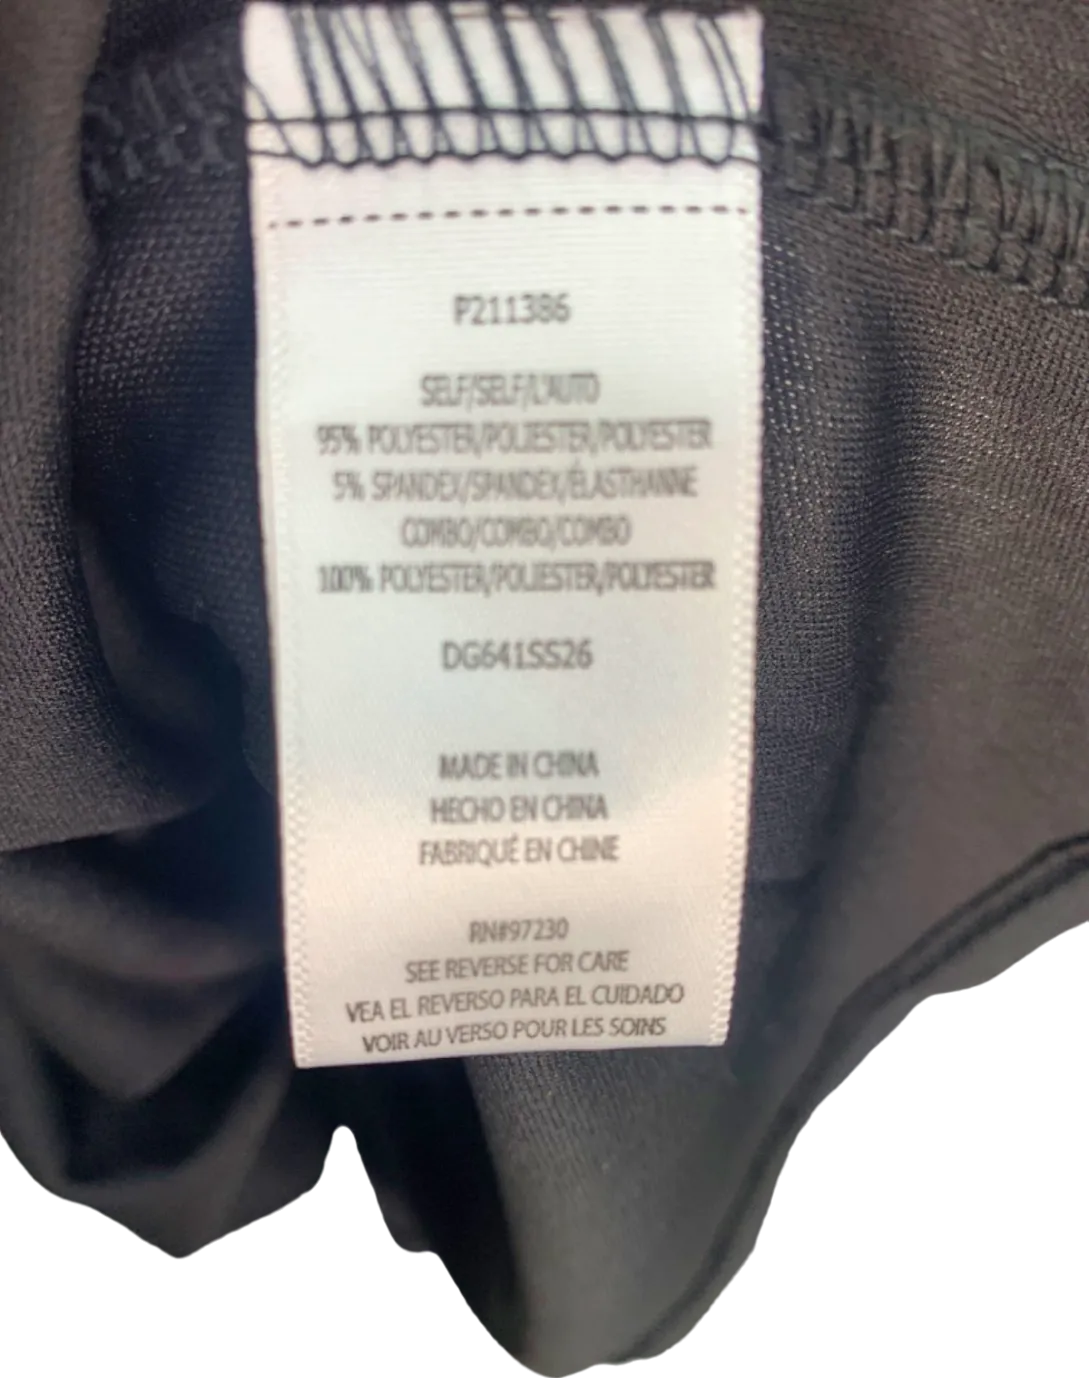 P211386
SELF/SELF/L'AUTO
95% POLYESTER/POLIESTER/POLYESTER
5% SPANDEX/SPANDEX/ÉLASTHANNE
COMBO/COMBO/COMBO
100% POLYESTER/POLIESTER/POLYESTER
DG641SS26
MADE IN CHINA
HECHO EN CHINA
FABRIQUÉ EN CHINE
RN#97230
SEE REVERSE FOR CARE
VEA EL REVERSO PARA EL CUIDADO
VOIR AU VERSO POUR LES SOINS